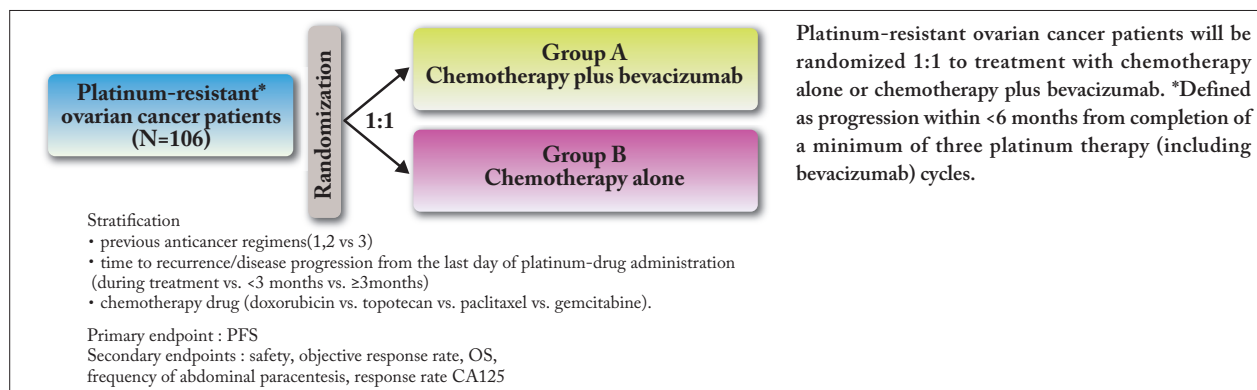 Platinum-resistant*
ovarian cancer patients
(N=106)
Randomization
1:1
Group A
Chemotherapy plus bevacizumab
Group B
Chemotherapy alone
Stratification
・previous anticancer regimens(1,2 vs 3)
・time to recurrence/disease progression from the last day of platinum-drug administration
(during treatment vs. <3 months vs. ≥3months)
・chemotherapy drug (doxorubicin vs. topotecan vs. paclitaxel vs. gemcitabine).
Primary endpoint : PFS
Secondary endpoints : safety, objective response rate, OS,
frequency of abdominal paracentesis, response rate CA125
Platinum-resistant ovarian cancer patients will be
randomized 1:1 to treatment with chemotherapy
alone or chemotherapy plus bevacizumab. *Defined
as progression within <6 months from completion of
a minimum of three platinum therapy (including
bevacizumab) cycles.